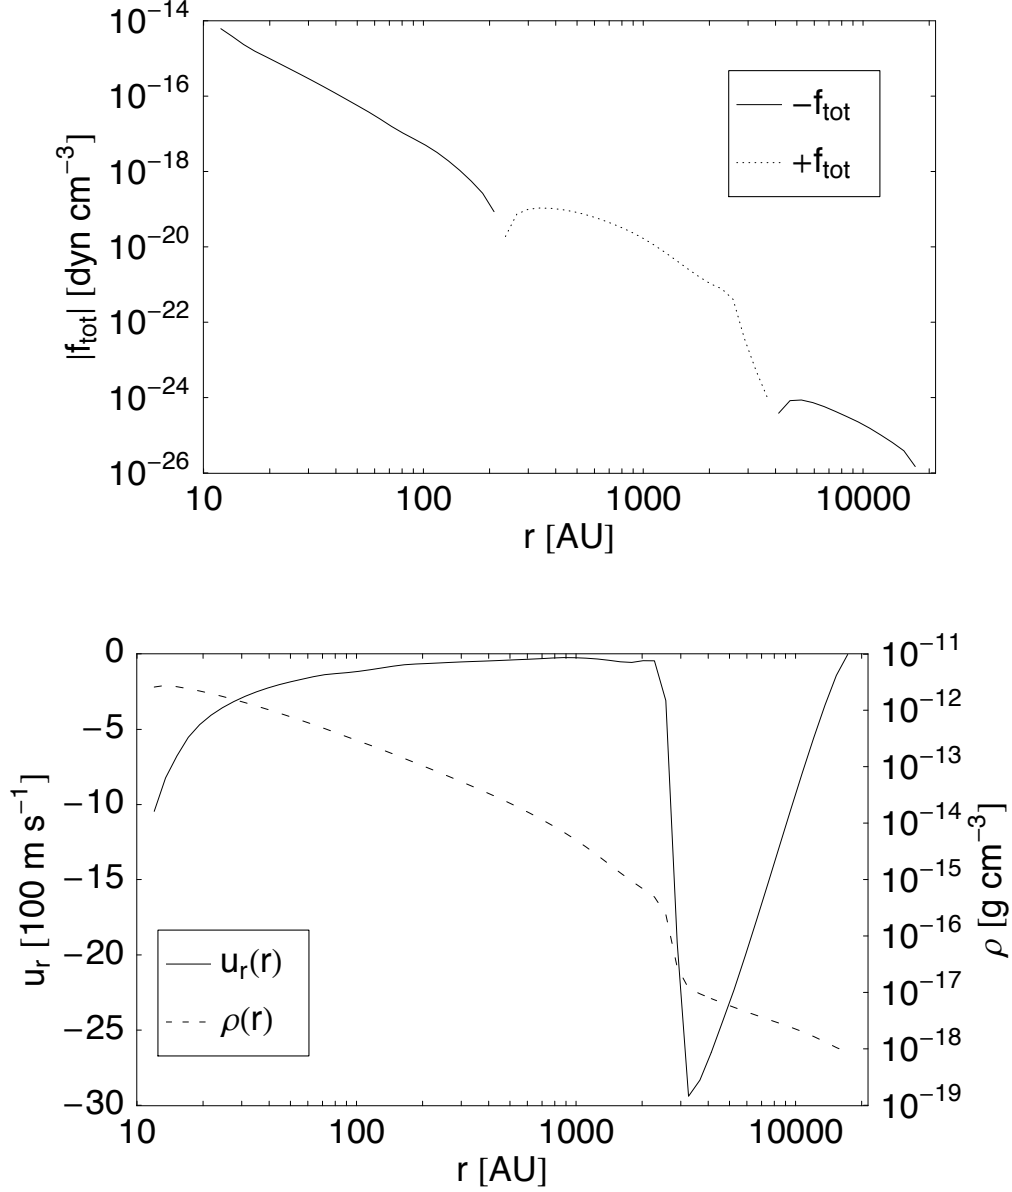 10⁻¹⁴
10⁻¹⁶
10⁻¹⁸
10⁻²⁰
10⁻²²
10⁻²⁴
10⁻²⁶
|f_tot| [dyn cm⁻³]
−f_tot
+f_tot
10 100 1000 10000
r [AU]
0
−5
−10
−15
−20
−25
−30
u_r [100 m s⁻¹]
u_r(r)
ρ(r)
10⁻¹¹
10⁻¹²
10⁻¹³
10⁻¹⁴
10⁻¹⁵
10⁻¹⁶
10⁻¹⁷
10⁻¹⁸
10⁻¹⁹
ρ [g cm⁻³]
10 100 1000 10000
r [AU]